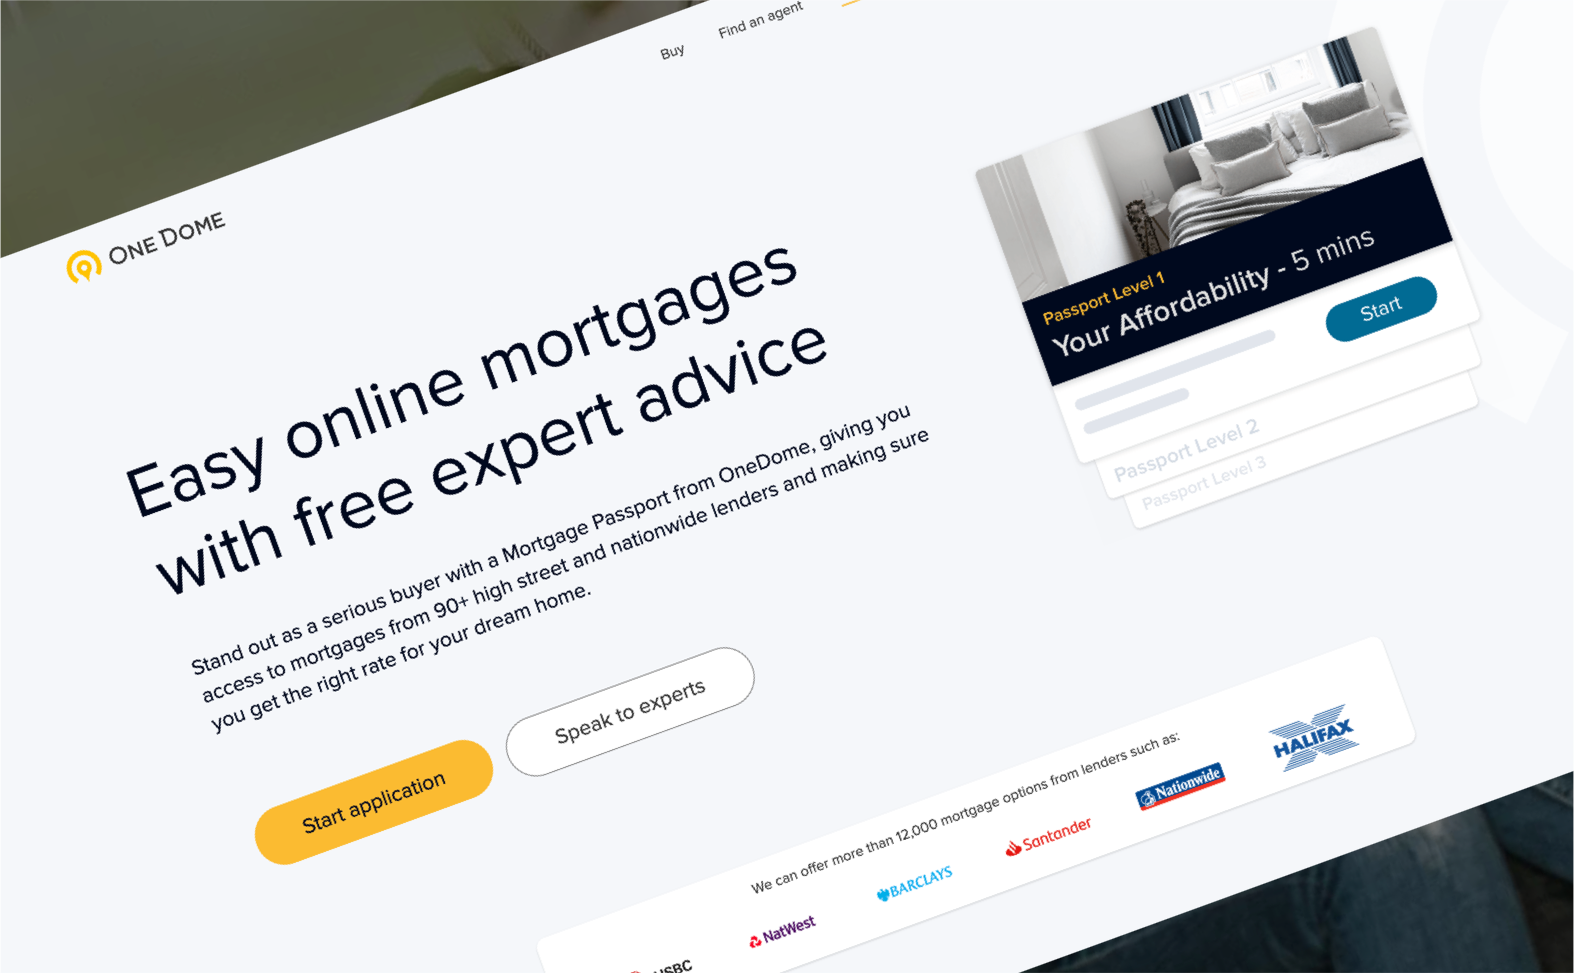 Buy
Find an agent
ONE DOME
Easy online mortgages
with free expert advice
Stand out as a serious buyer with a Mortgage Passport from OneDome, giving you
access to mortgages from 90+ high street and nationwide lenders and making sure
you get the right rate for your dream home.
Start application
Speak to experts
Passport Level 1
Your Affordability - 5 mins
Start
Passport Level 2
Passport Level 3
We can offer more than 12,000 mortgage options from lenders such as:
NatWest
BARCLAYS
Santander
Nationwide
HALIFAX